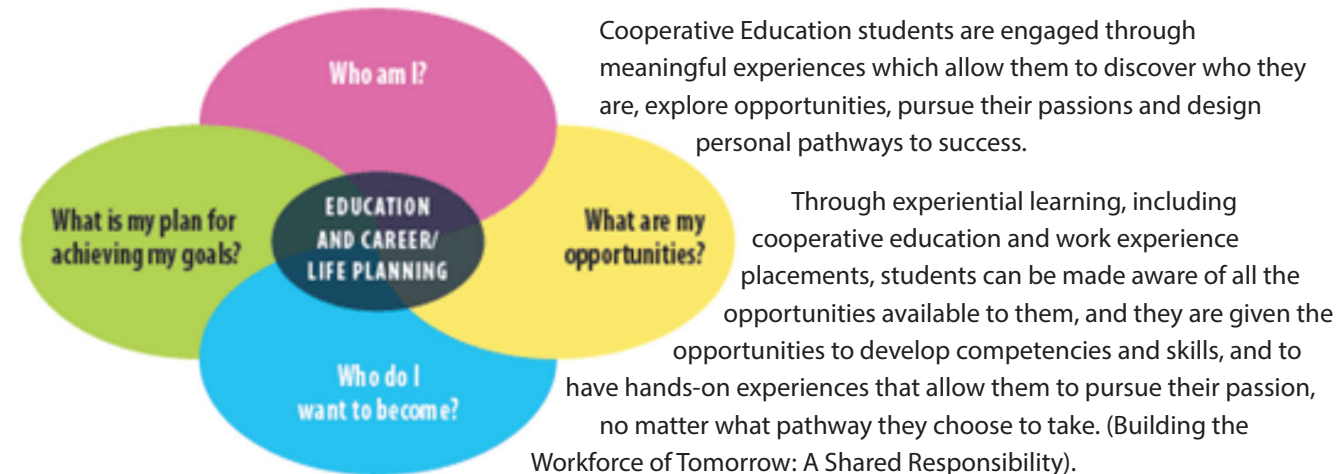 Who am I?
What is my plan for
achieving my goals?
EDUCATION
AND CAREER/
LIFE PLANNING
What are my
opportunities?
Who do I
want to become?
Cooperative Education students are engaged through
meaningful experiences which allow them to discover who they
are, explore opportunities, pursue their passions and design
personal pathways to success.
Through experiential learning, including
cooperative education and work experience
placements, students can be made aware of all the
opportunities available to them, and they are given the
opportunities to develop competencies and skills, and to
have hands-on experiences that allow them to pursue their passion,
no matter what pathway they choose to take. (Building the
Workforce of Tomorrow: A Shared Responsibility).